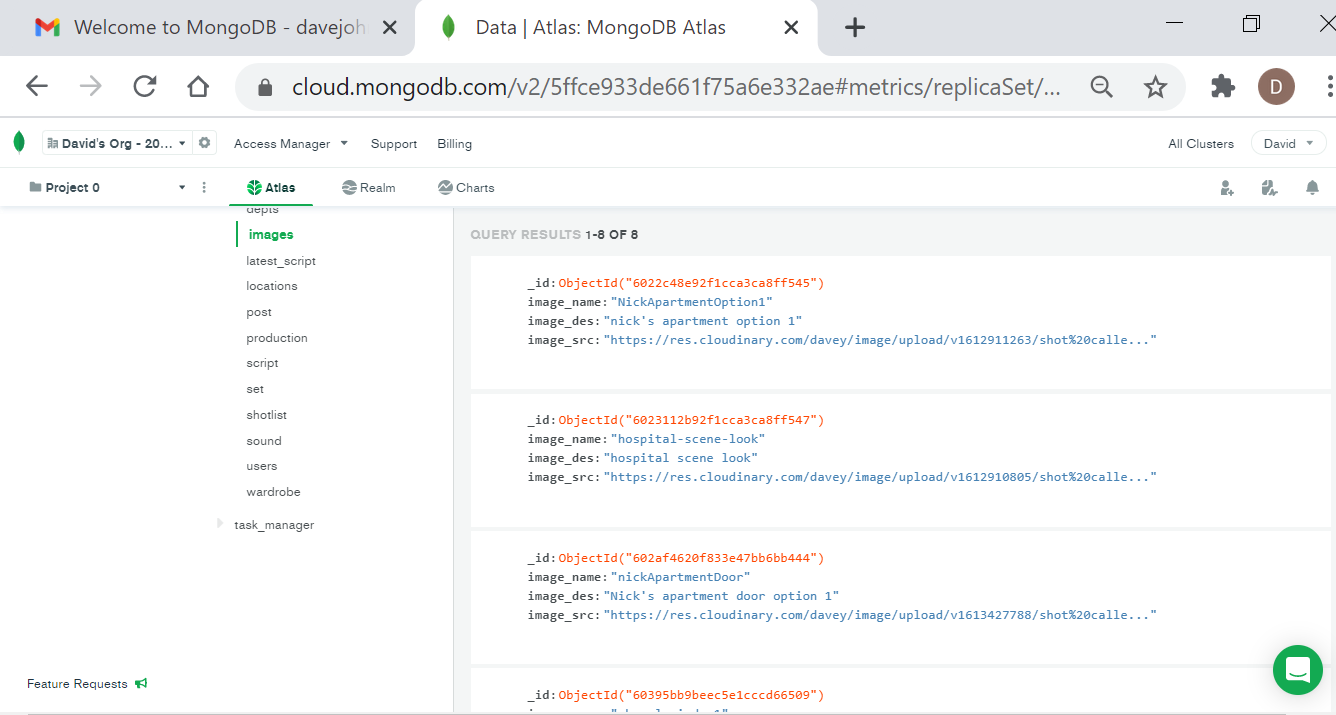 Welcome to MongoDB - davejoh
Data | Atlas: MongoDB Atlas
cloud.mongodb.com/v2/5ffce933de661f75a6e332ae#metrics/replicaSet/...
D
David's Org - 20...
Access Manager
Support
Billing
All Clusters
David
Project 0
Atlas
Realm
Charts
depts
images
latest_script
locations
post
production
script
set
shotlist
sound
users
wardrobe
task_manager
Feature Requests
QUERY RESULTS 1-8 OF 8
_id:ObjectId("6022c48e92f1cca3ca8ff545")
image_name:"NickApartmentOption1"
image_des:"nick's apartment option 1"
image_src:"https://res.cloudinary.com/davey/image/upload/v1612911263/shot%20calle..."
_id:ObjectId("6023112b92f1cca3ca8ff547")
image_name:"hospital-scene-look"
image_des:"hospital scene look"
image_src:"https://res.cloudinary.com/davey/image/upload/v1612910805/shot%20calle..."
_id:ObjectId("602af4620f833e47bb6bb444")
image_name:"nickApartmentDoor"
image_des:"Nick's apartment door option 1"
image_src:"https://res.cloudinary.com/davey/image/upload/v1613427788/shot%20calle..."
_id:ObjectId("60395bb9beec5e1cccd66509")